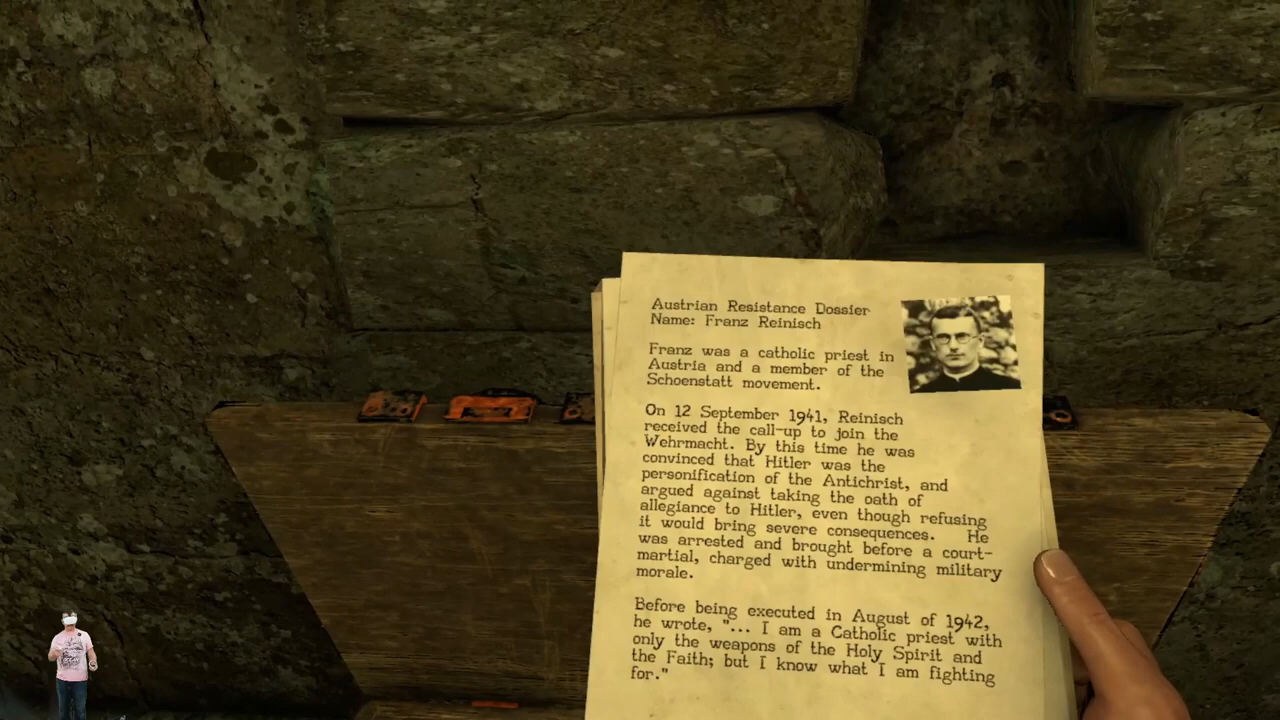 Austrian Resistance Dossier
Name: Franz Reinisch
Franz was a catholic priest in
Austria and a member of the
Schoenstatt movement.
On 12 September 1941, Reinisch
received the call-up to join the
Wehrmacht. By this time he was
convinced that Hitler was the
personification of the Antichrist, and
argued against taking the oath of
allegiance to Hitler, even though refusing
it would bring severe consequences. He
was arrested and brought before a court-
martial, charged with undermining military
morale.
Before being executed in August of 1942,
he wrote, "... I am a Catholic priest with
only the weapons of the Holy Spirit and
the Faith; but I know what I am fighting
for."